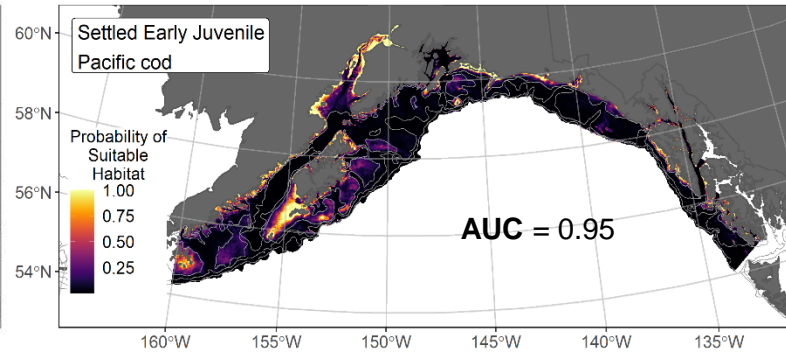 Settled Early Juvenile
Pacific cod
60°N
58°N
56°N
54°N
Probability of
Suitable
Habitat
1.00
0.75
0.50
0.25
AUC = 0.95
160°W
155°W
150°W
145°W
140°W
135°W